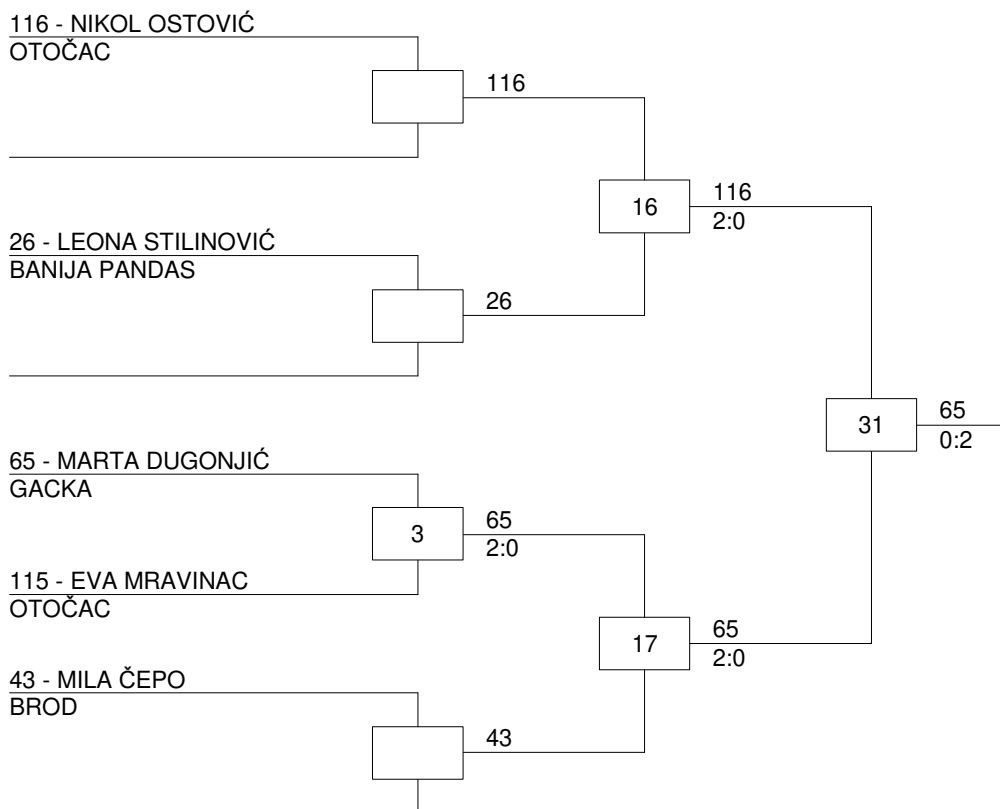 116 - NIKOL OSTOVIĆ
OTOČAC
116
16
116
2:0
26 - LEONA STILINOVIĆ
BANIJA PANDAS
26
31
65
0:2
65 - MARTA DUGONJIĆ
GACKA
3
65
2:0
115 - EVA MRAVINAC
OTOČAC
17
65
2:0
43 - MILA ČEPO
BROD
43